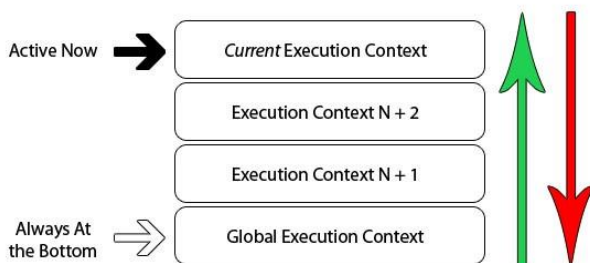 Active Now
Current Execution Context
Execution Context N + 2
Execution Context N + 1
Always At
the Bottom
Global Execution Context